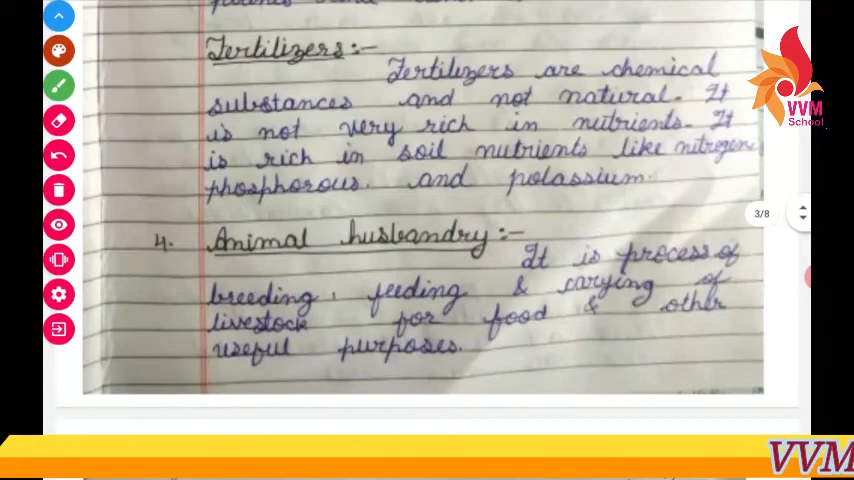 Fertilizers:-
Fertilizers are chemical
substances and not natural. It
is not very rich in nutrients. It
is rich in soil nutrients like nitrogen
phosphorous. and polassium.
4. Animal husbandry:-
It is process of
breeding, feeding & carying of
livestock for food & other
useful purposes.
VVM
School
3/8
VVM